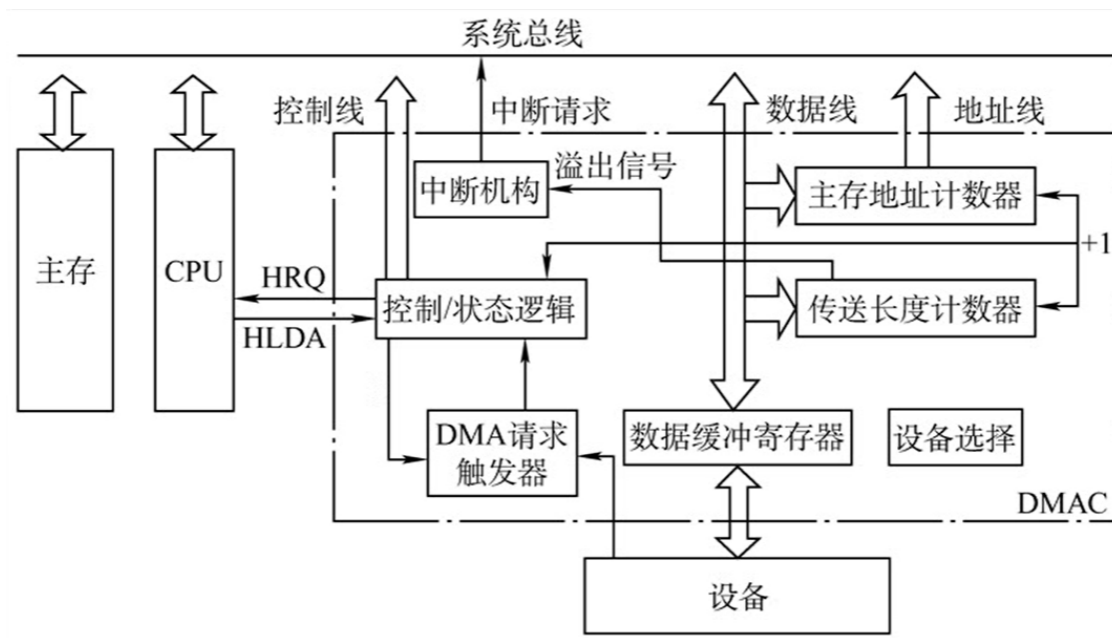 系统总线
控制线
中断请求
数据线
地址线
溢出信号
中断机构
主存地址计数器
+1
主存
CPU
HRQ
HLDA
控制/状态逻辑
传送长度计数器
DMA请求
触发器
数据缓冲寄存器
设备选择
DMAC
设备